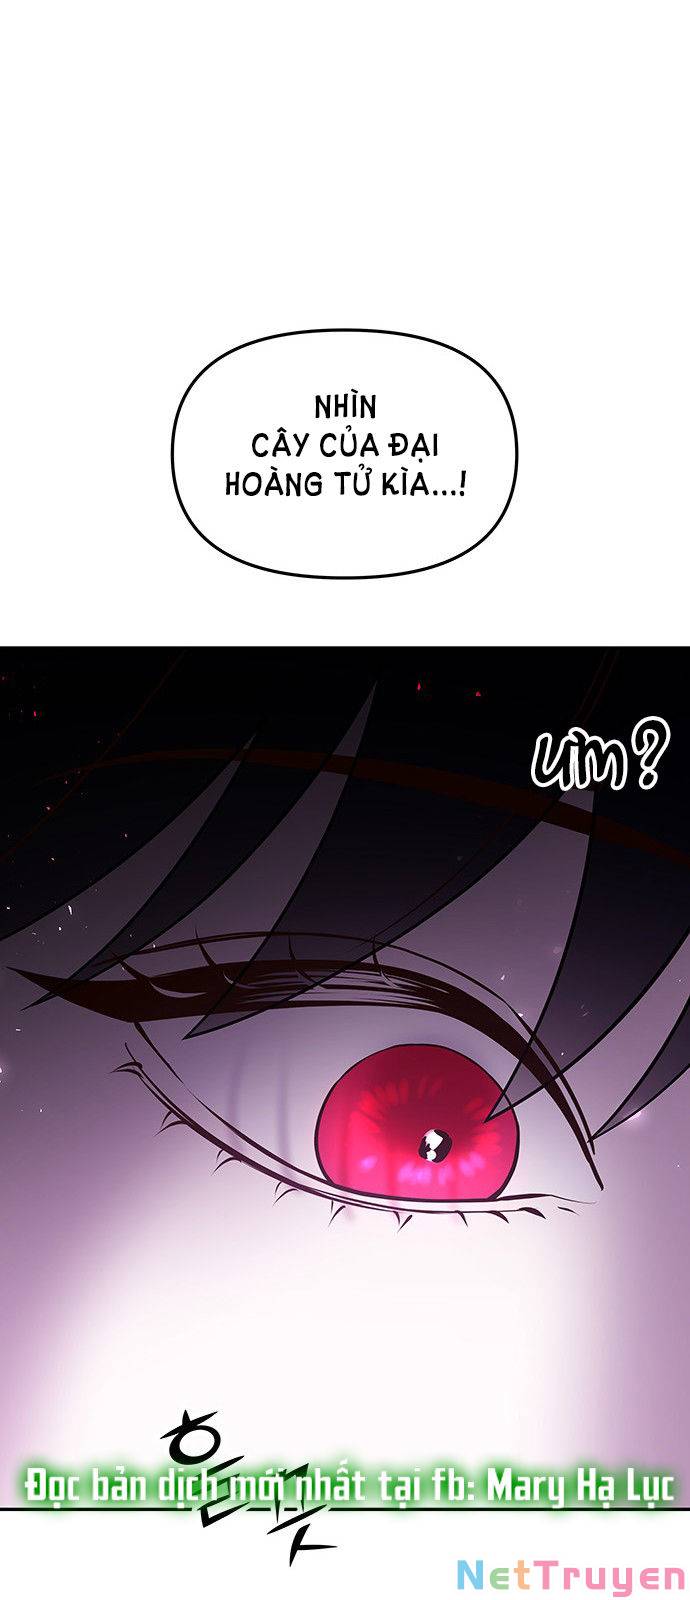 NHÌN
CÂY CỦA ĐẠI
HOÀNG TỬ KÌA...!
ừm?
Đọc bản dịch mới nhất tại fb: Mary Hạ Lục
NetTruyen